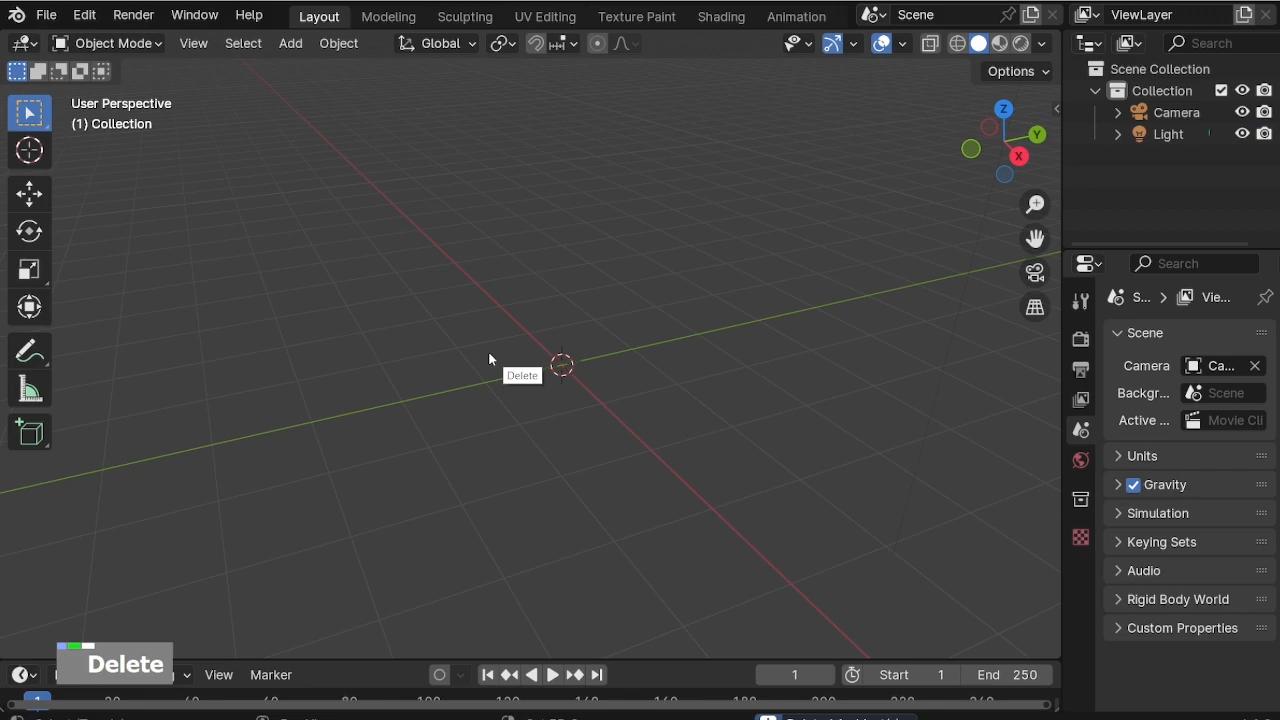 File Edit Render Window Help Layout Modeling Sculpting UV Editing Texture Paint Shading Animation Scene ViewLayer
Object Mode View Select Add Object Global Search
Options
User Perspective
(1) Collection
Z
Y
X
Scene Collection
Collection
Camera
Light
Search
S... Vie...
Scene
Camera Ca...
Backgr... Scene
Active ... Movie Cli
Units
Gravity
Simulation
Keying Sets
Audio
Rigid Body World
Custom Properties
Delete
Delete
View Marker 1 Start 1 End 250
1